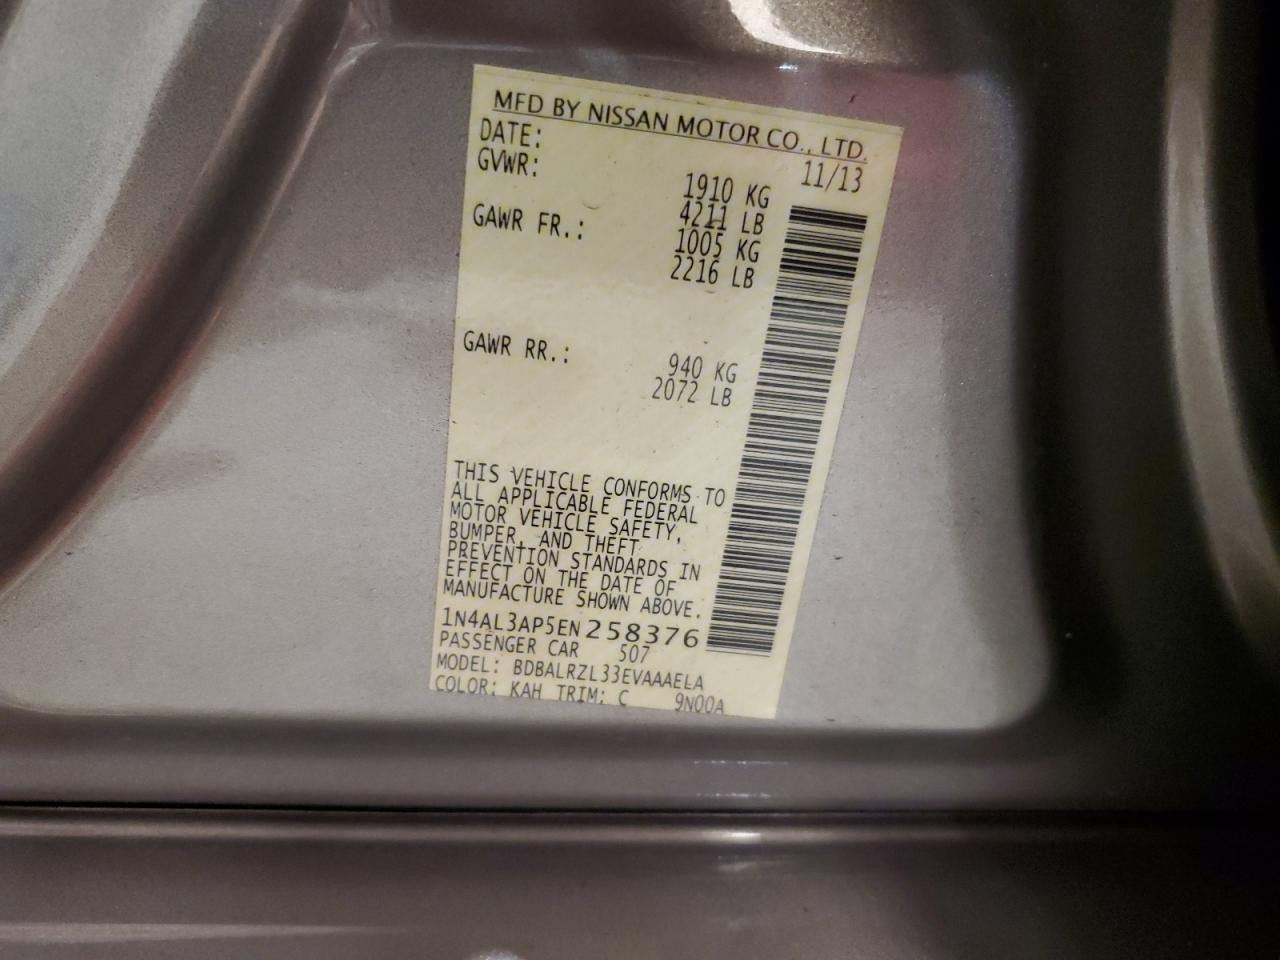 MFD BY NISSAN MOTOR CO., LTD.
DATE: 11/13
GVWR: 1910 KG
4211 LB
GAWR FR.: 1005 KG
2216 LB
GAWR RR.: 940 KG
2072 LB
THIS VEHICLE CONFORMS TO
ALL APPLICABLE FEDERAL
MOTOR VEHICLE SAFETY,
BUMPER, AND THEFT
PREVENTION STANDARDS IN
EFFECT ON THE DATE OF
MANUFACTURE SHOWN ABOVE.
1N4AL3AP5EN258376
PASSENGER CAR 507
MODEL: BDBALRZL33EVAAAELA
COLOR: KAH TRIM: C 9N00A